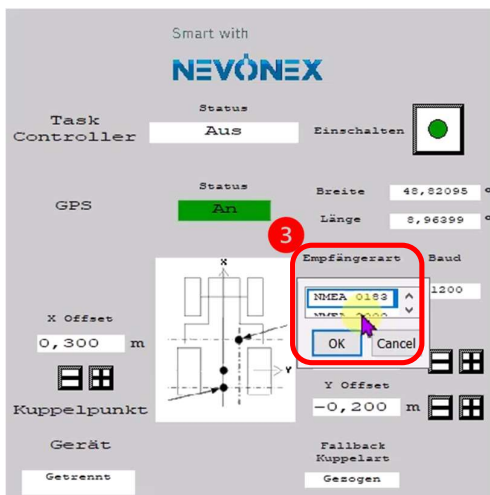 Smart with
NEVONEX
Task
Controller
Status
Aus
Einschalten
GPS
Status
An
Breite
48,82095 °
Länge
8,96399 °
3
Empfängerart
Baud
NMEA 0183
1200
OK
Cancel
X
Y
X Offset
0,300 m
Kuppelpunkt
Y Offset
-0,200 m
Gerät
Getrennt
Fallback
Kuppelart
Gezogen